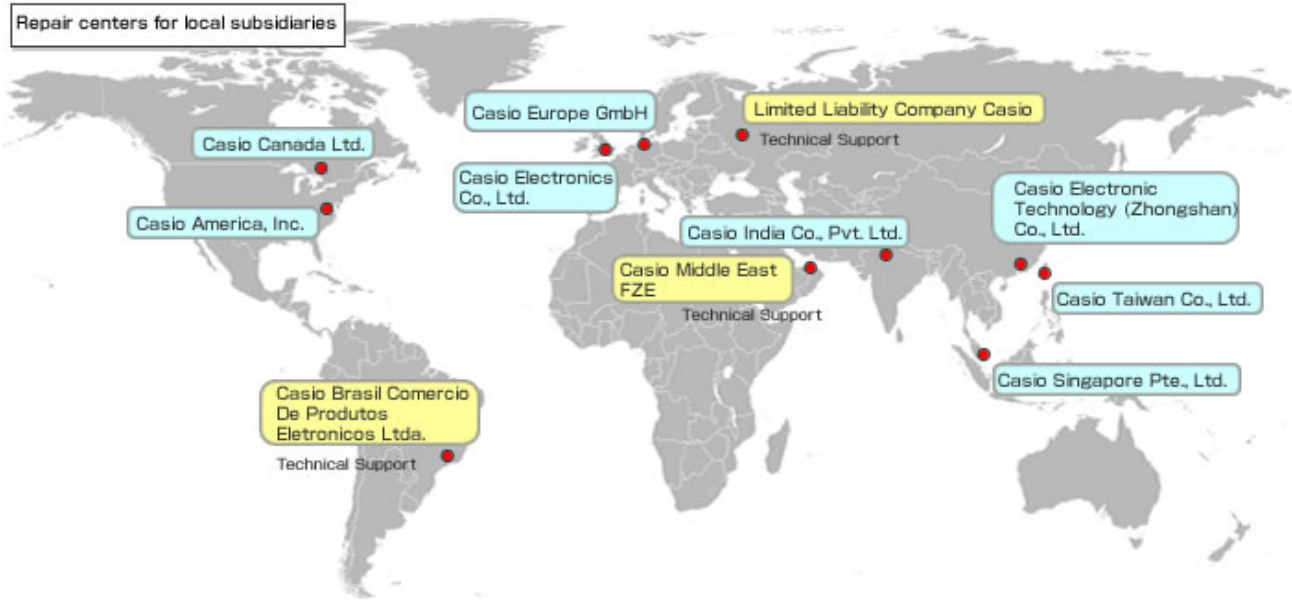 Repair centers for local subsidiaries
Casio Europe GmbH
Limited Liability Company Casio
Technical Support
Casio Canada Ltd.
Casio Electronics
Co., Ltd.
Casio Electronic
Technology (Zhongshan)
Co., Ltd.
Casio America, Inc.
Casio India Co., Pvt. Ltd.
Casio Middle East
FZE
Technical Support
Casio Taiwan Co., Ltd.
Casio Singapore Pte., Ltd.
Casio Brasil Comercio
De Produtos
Eletronicos Ltda.
Technical Support